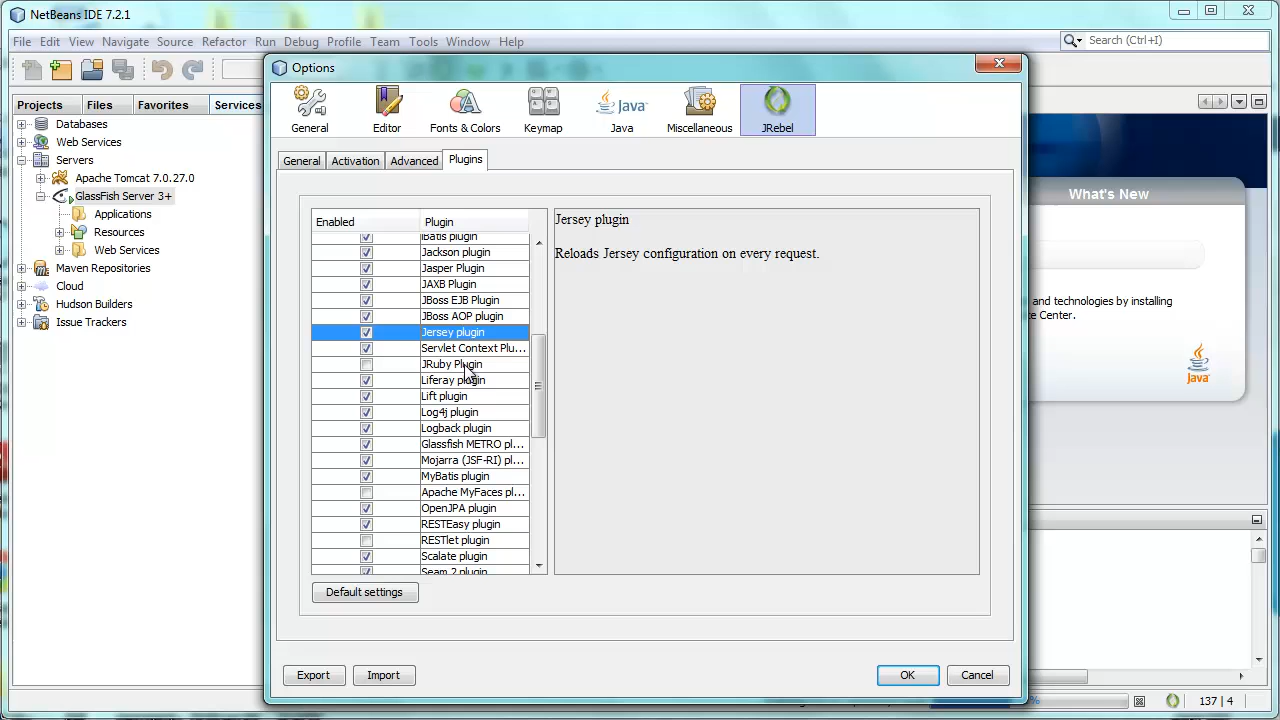 NetBeans IDE 7.2.1
File Edit View Navigate Source Refactor Run Debug Profile Team Tools Window Help
Search (Ctrl+I)
Projects Files Favorites Services
Databases
Web Services
Servers
Apache Tomcat 7.0.27.0
GlassFish Server 3+
Applications
Resources
Web Services
Maven Repositories
Cloud
Hudson Builders
Issue Trackers
Options
General Editor Fonts & Colors Keymap Java Miscellaneous JRebel
General Activation Advanced Plugins
Enabled Plugin
iBatis plugin
Jackson plugin
Jasper Plugin
JAXB Plugin
JBoss EJB Plugin
JBoss AOP plugin
Jersey plugin
Servlet Context Plu...
JRuby Plugin
Liferay plugin
Lift plugin
Log4j plugin
Logback plugin
Glassfish METRO pl...
Mojarra (JSF-RI) pl...
MyBatis plugin
Apache MyFaces pl...
OpenJPA plugin
RESTEasy plugin
RESTlet plugin
Scalate plugin
Seam 2 plugin
Jersey plugin
Reloads Jersey configuration on every request.
Default settings
Export Import OK Cancel
What's New
and technologies by installing
e Center.
Java
%
137 | 4